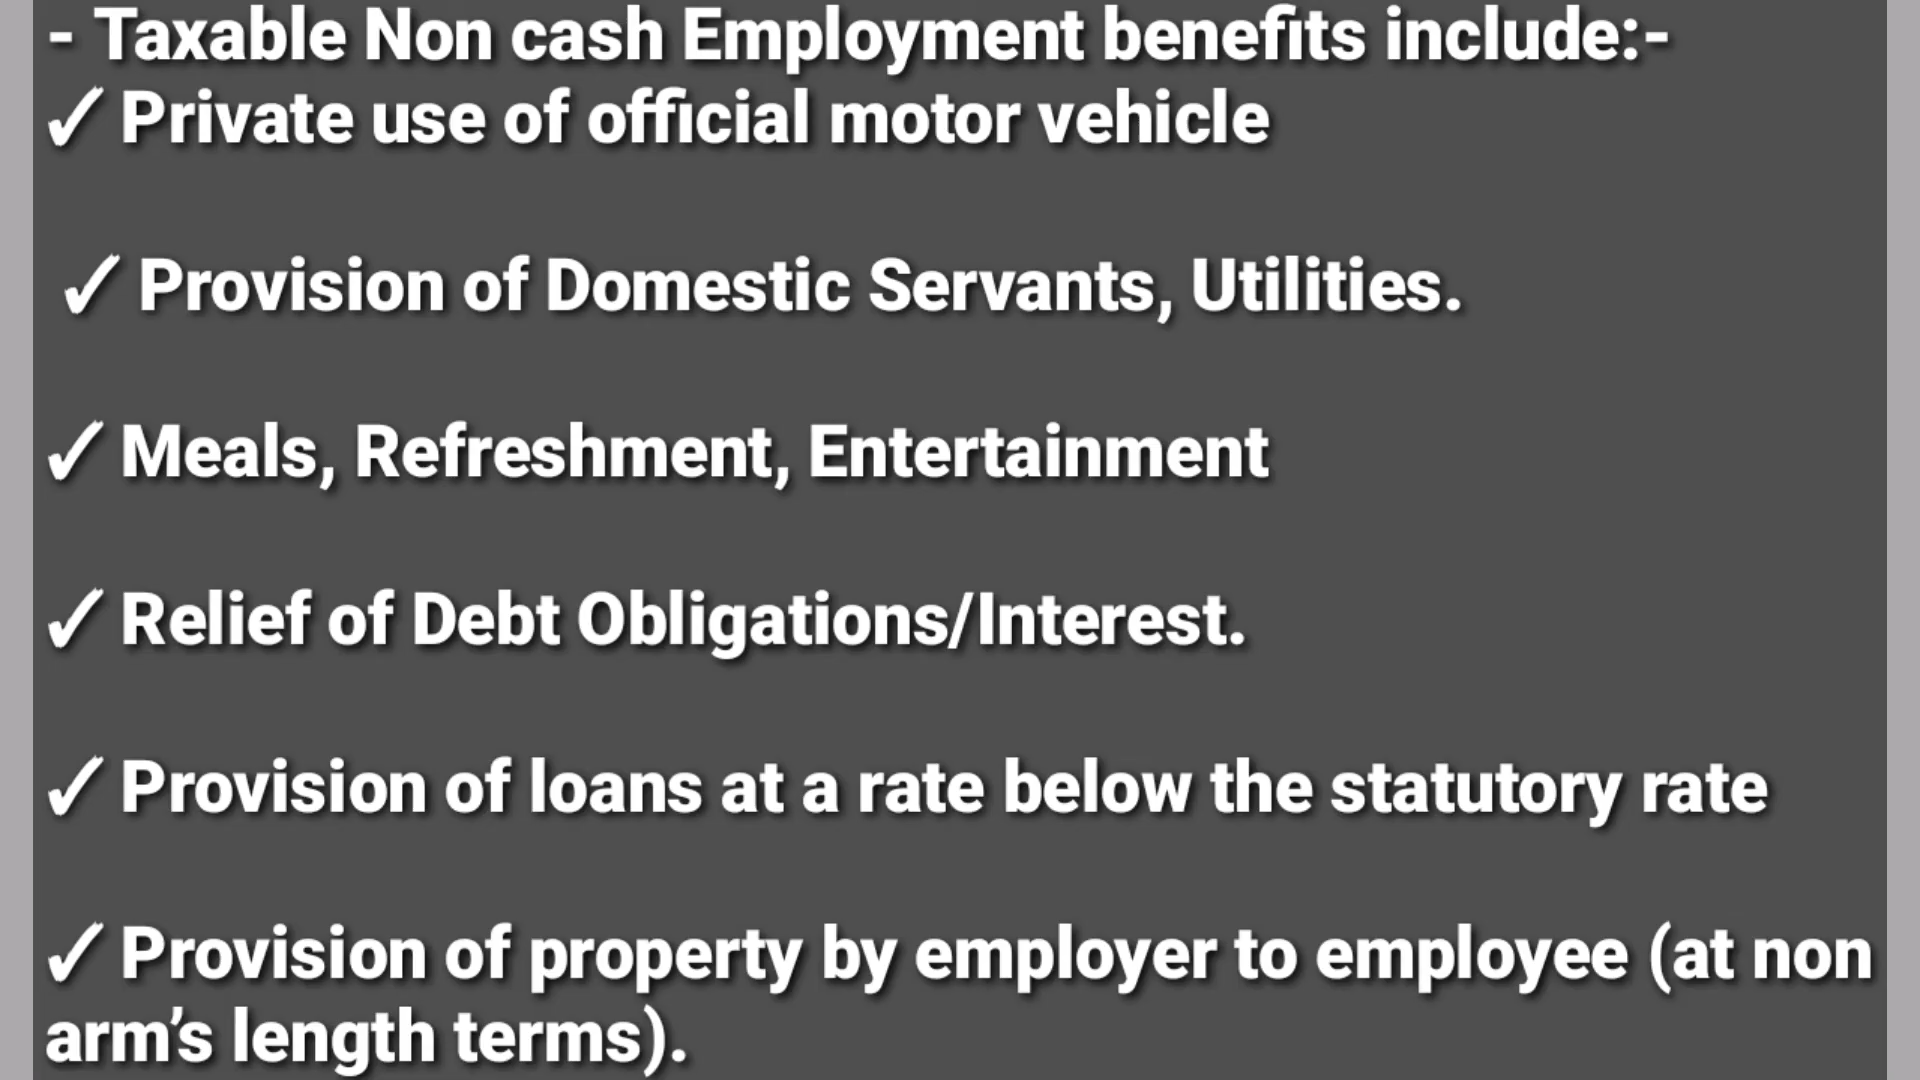 - Taxable Non cash Employment benefits include:-
✓ Private use of official motor vehicle
✓ Provision of Domestic Servants, Utilities.
✓ Meals, Refreshment, Entertainment
✓ Relief of Debt Obligations/Interest.
✓ Provision of loans at a rate below the statutory rate
✓ Provision of property by employer to employee (at non
arm’s length terms).